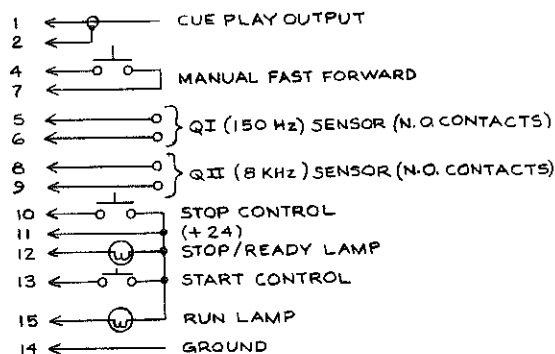 1 CUE PLAY OUTPUT
2
4
7 MANUAL FAST FORWARD
5
6 QI (150 Hz) SENSOR (N.O. CONTACTS)
8
9 QII (8 KHz) SENSOR (N.O. CONTACTS)
10 STOP CONTROL
11 (+24)
12 STOP/READY LAMP
13 START CONTROL
15 RUN LAMP
14 GROUND